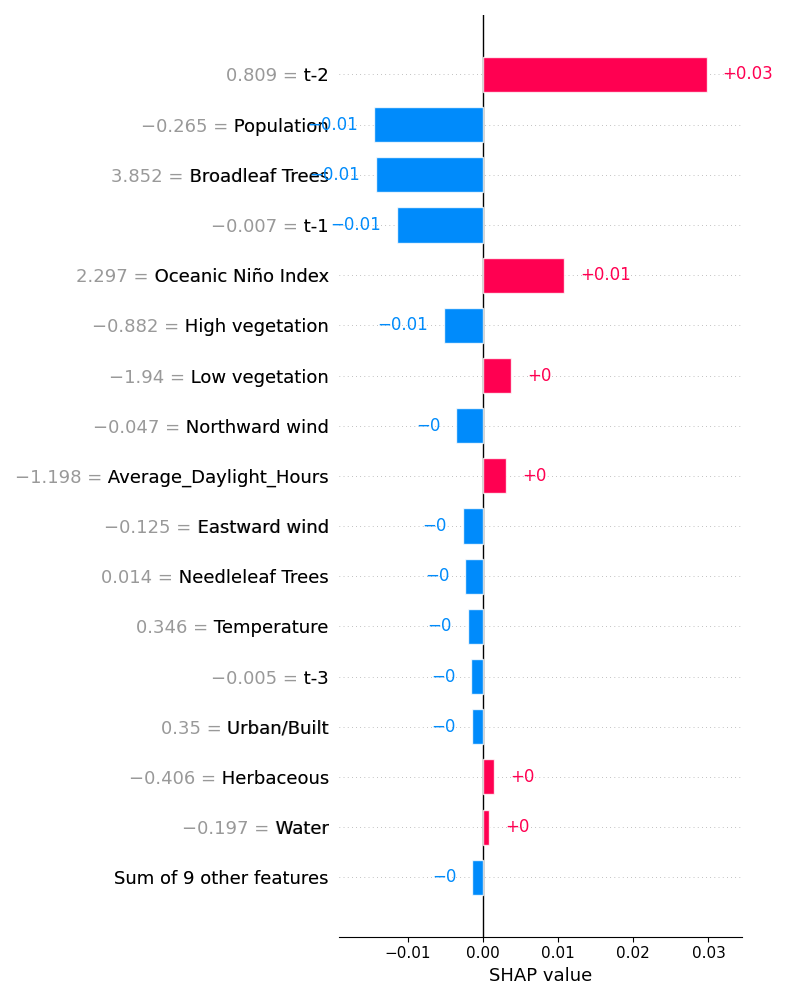 0.809 = t-2 +0.03
−0.265 = Population −0.01
3.852 = Broadleaf Trees −0.01
−0.007 = t-1 −0.01
2.297 = Oceanic Niño Index +0.01
−0.882 = High vegetation −0.01
−1.94 = Low vegetation +0
−0.047 = Northward wind −0
−1.198 = Average_Daylight_Hours +0
−0.125 = Eastward wind −0
0.014 = Needleleaf Trees −0
0.346 = Temperature −0
−0.005 = t-3 −0
0.35 = Urban/Built −0
−0.406 = Herbaceous +0
−0.197 = Water +0
Sum of 9 other features −0
−0.01 0.00 0.01 0.02 0.03
SHAP value